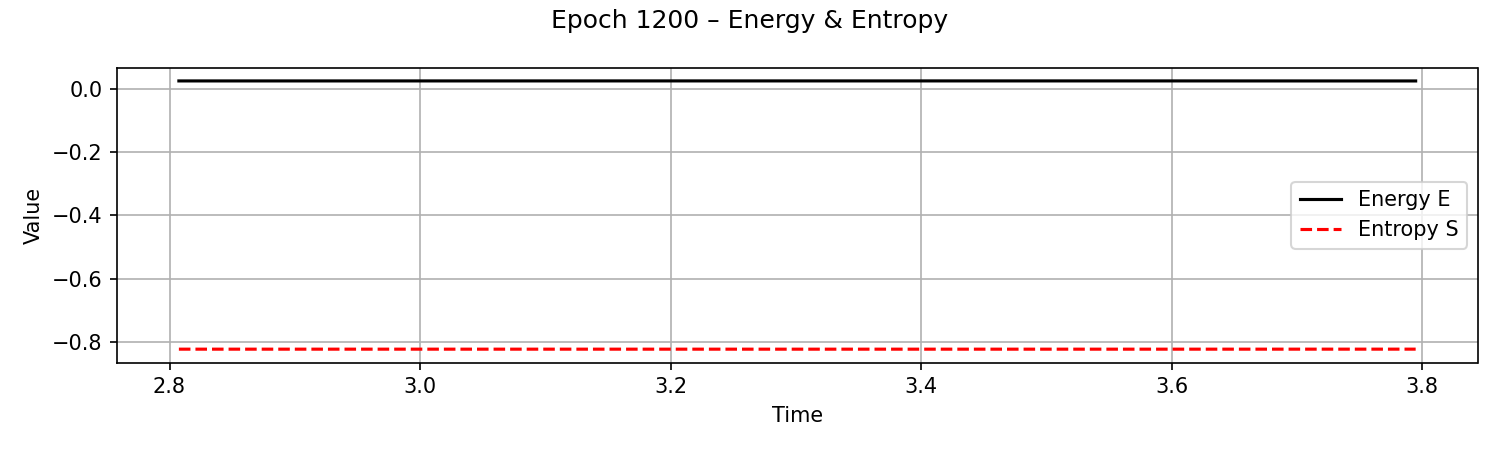 Epoch 1200 – Energy & Entropy
Value
0.0
−0.2
−0.4
−0.6
−0.8
Energy E
Entropy S
2.8 3.0 3.2 3.4 3.6 3.8
Time